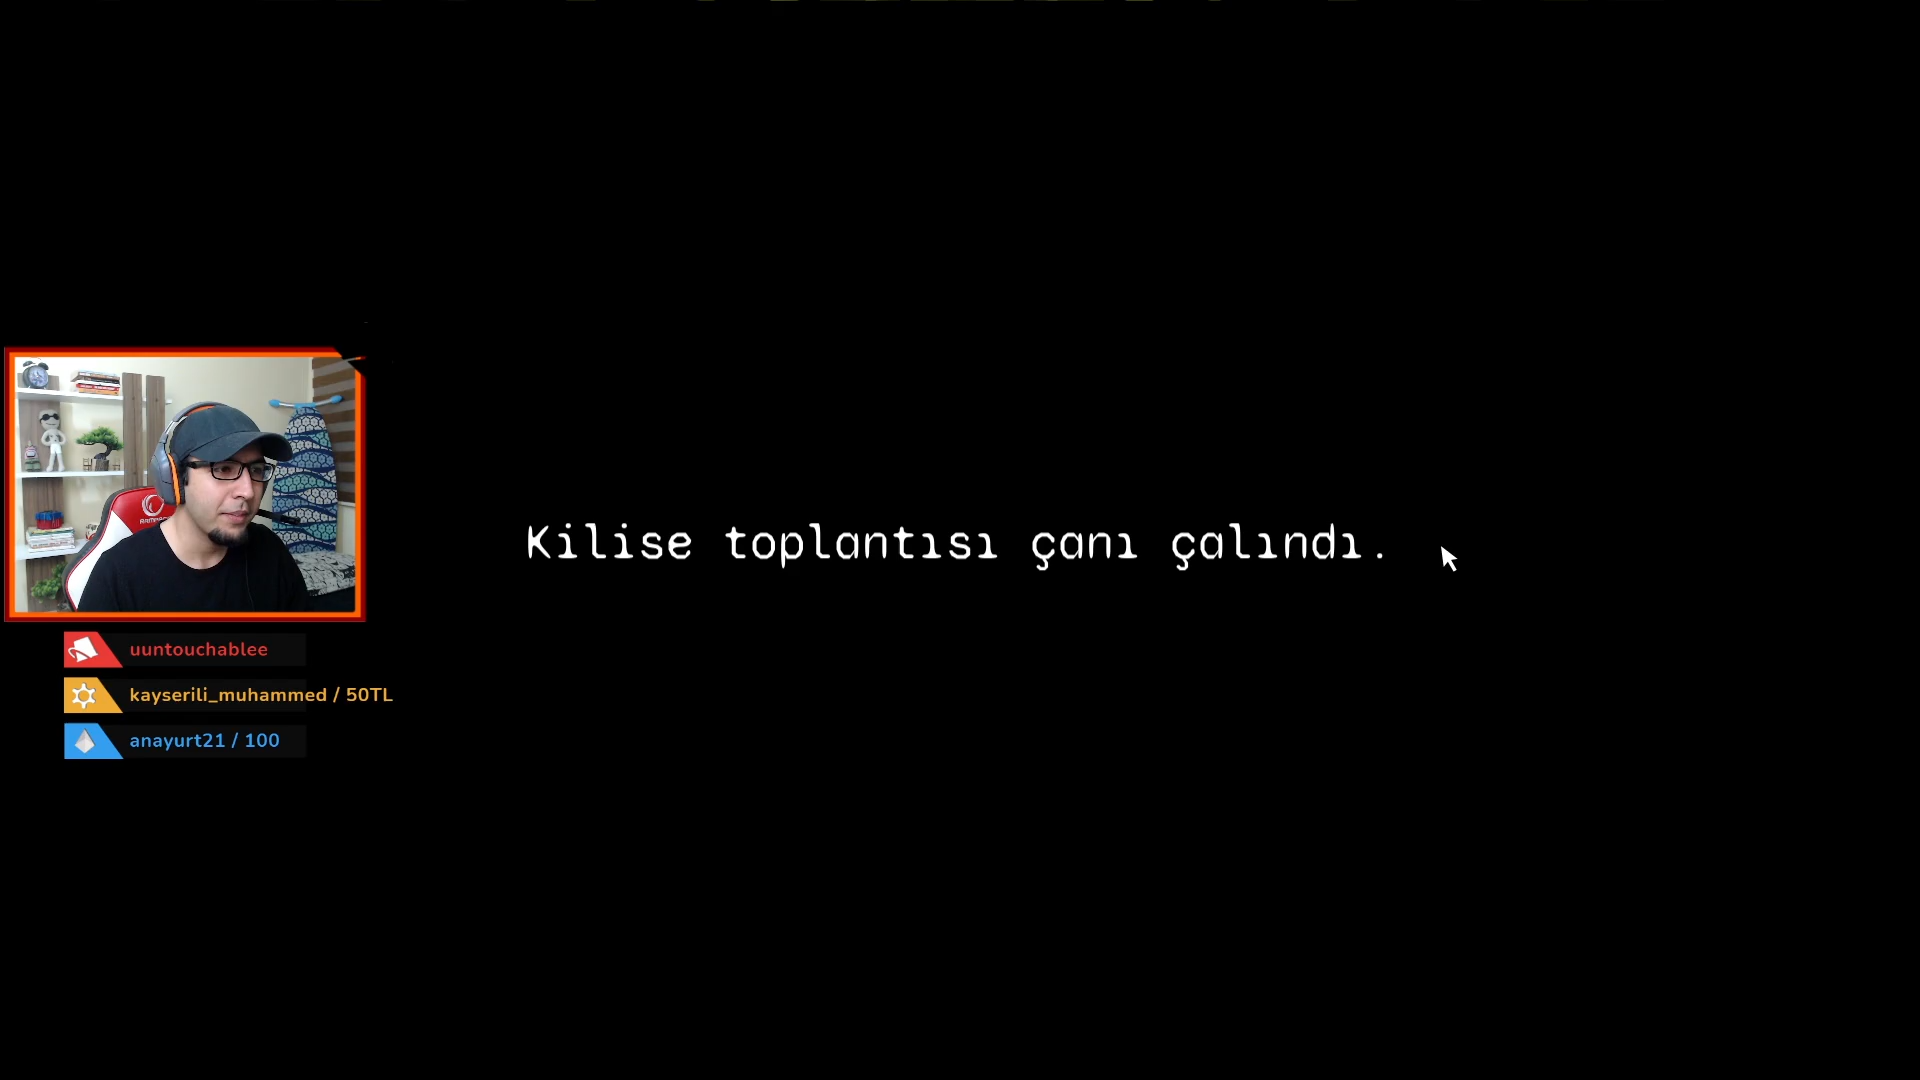 Kilise toplantısı çanı çalındı.
uuntouchablee
kayserili_muhammed / 50TL
anayurt21 / 100